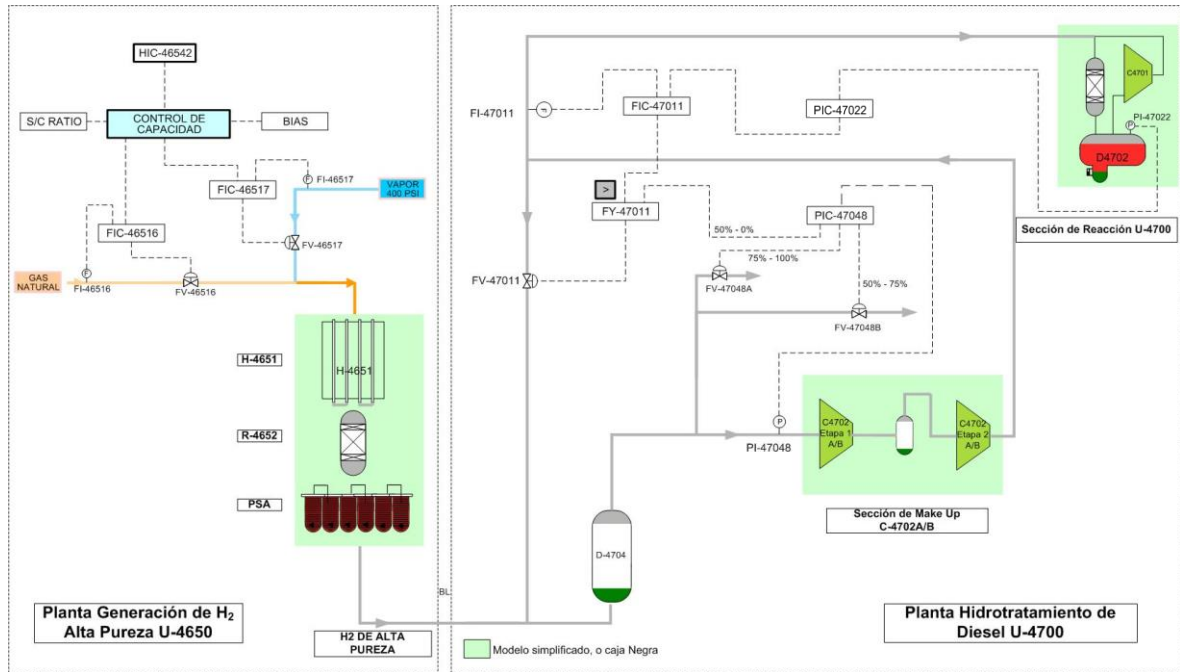 HIC-46542
S/C RATIO
CONTROL DE
CAPACIDAD
BIAS
FIC-46517
F
FI-46517
VAPOR
400 PSI
FIC-46516
FV-46517
GAS
NATURAL
F
FI-46516
FV-46516
H-4651
H-4651
R-4652
PSA
Planta Generación de H2
Alta Pureza U-4650
H2 DE ALTA
PUREZA
BL
FI-47011
FIC-47011
PIC-47022
C4701
PI-47022
P
D4702
Sección de Reacción U-4700
>
FY-47011
50% - 0%
PIC-47048
FV-47011
75% - 100%
FV-47048A
50% - 75%
FV-47048B
P
PI-47048
C4702
Etapa 1
A/B
C4702
Etapa 2
A/B
Sección de Make Up
C-4702A/B
D-4704
Planta Hidrotratamiento de
Diesel U-4700
Modelo simplificado, o caja Negra